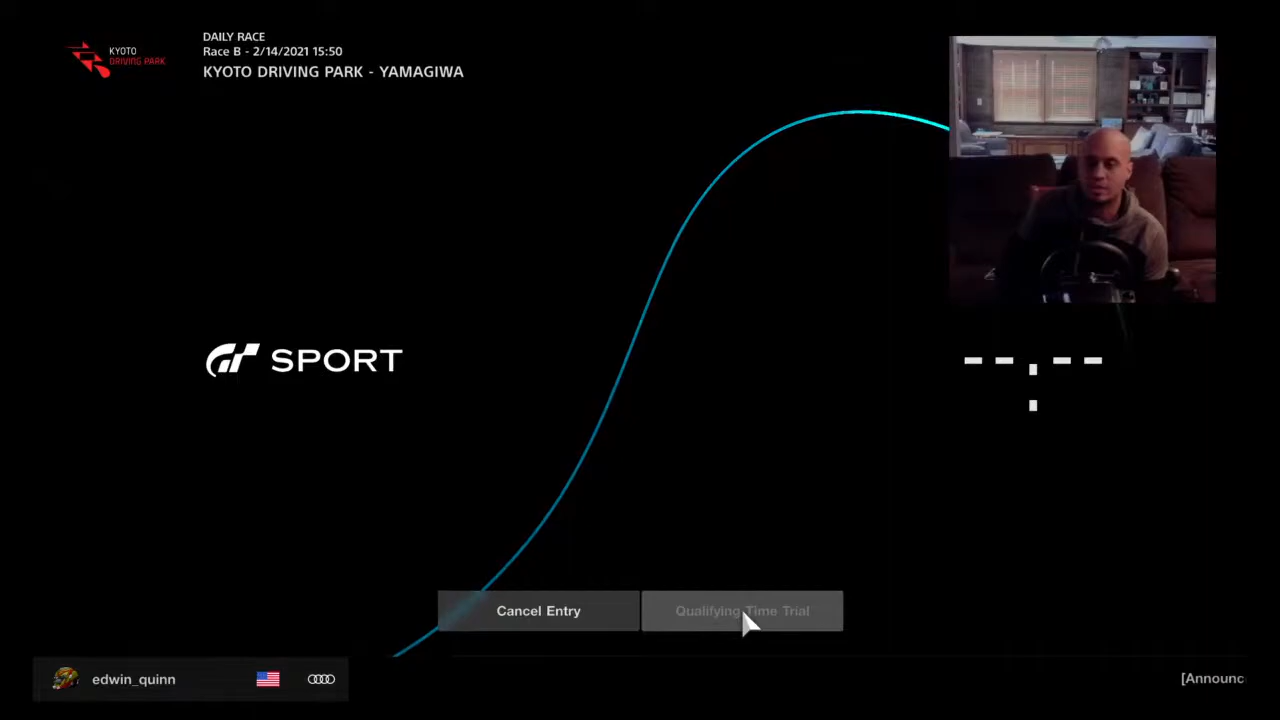 KYOTO
DRIVING PARK
DAILY RACE
Race B - 2/14/2021 15:50
KYOTO DRIVING PARK - YAMAGIWA
GT SPORT
-- : --
Cancel Entry
Qualifying Time Trial
edwin_quinn
[Announc